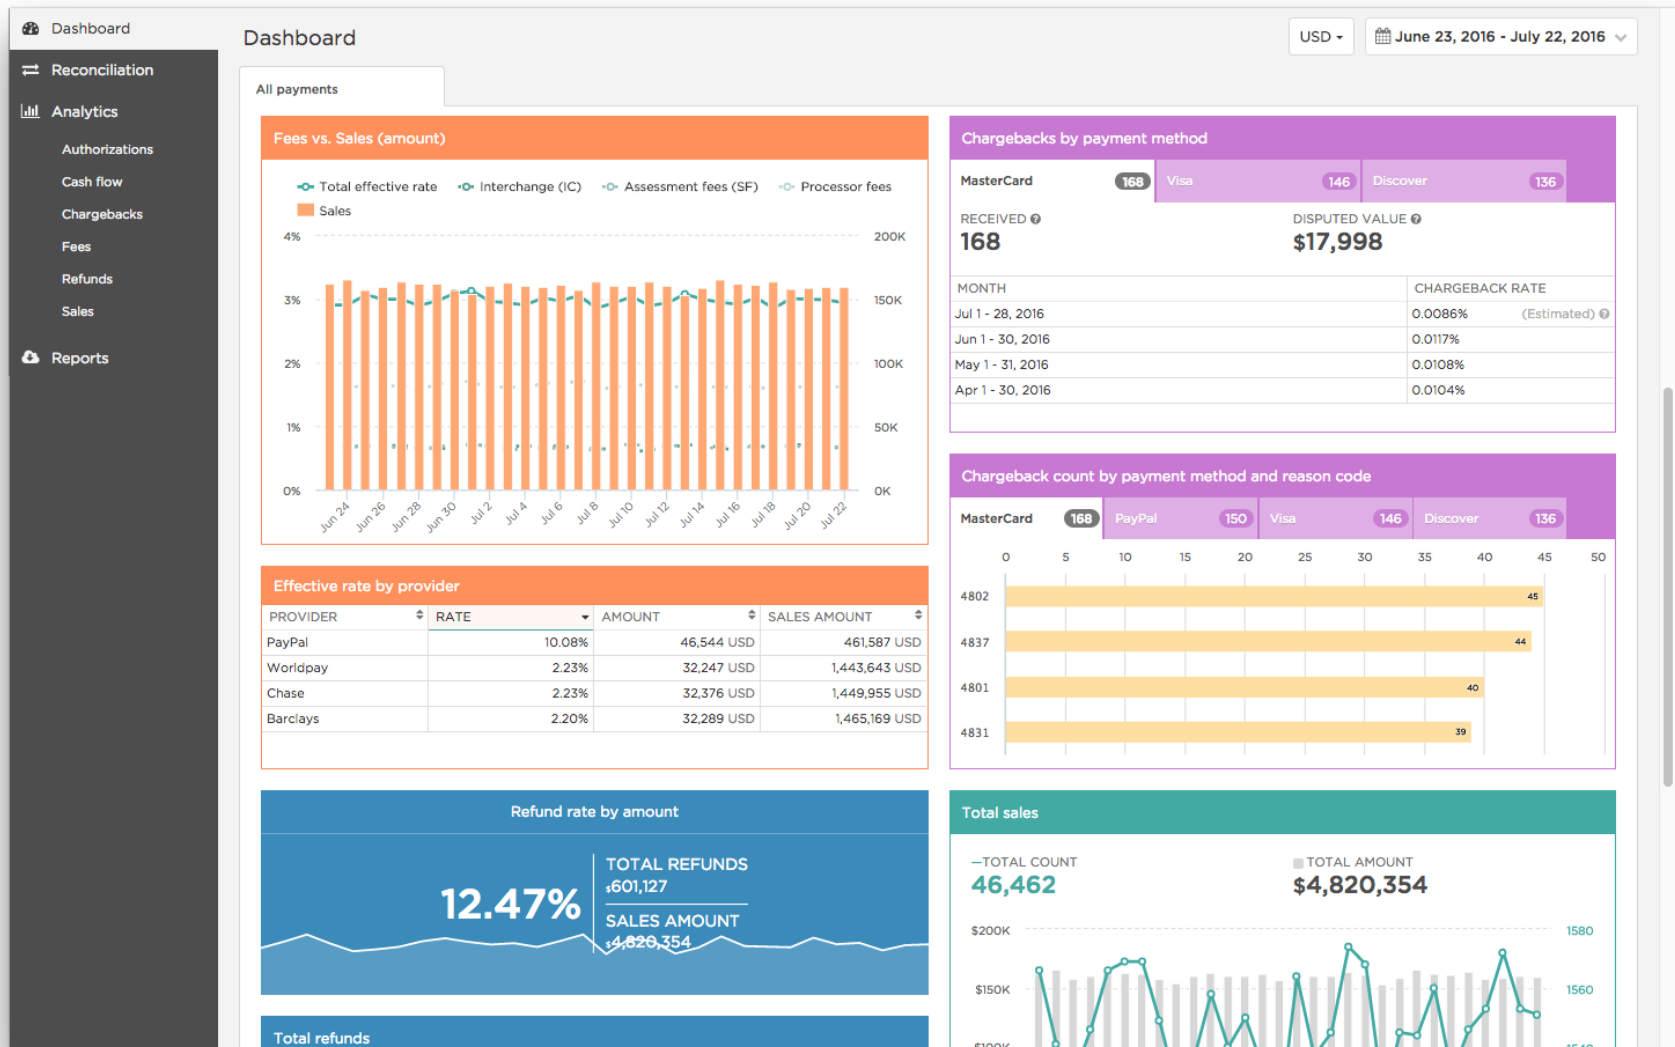 Dashboard
Reconciliation
Analytics
Authorizations
Cash flow
Chargebacks
Fees
Refunds
Sales
Reports
Dashboard
USD
June 23, 2016 - July 22, 2016
All payments
Fees vs. Sales (amount)
Total effective rate Interchange (IC) Assessment fees (SF) Processor fees
Sales
4% 200K
3% 150K
2% 100K
1% 50K
0% 0K
Jun 24 Jun 26 Jun 28 Jun 30 Jul 2 Jul 4 Jul 6 Jul 8 Jul 10 Jul 12 Jul 14 Jul 16 Jul 18 Jul 20 Jul 22
Effective rate by provider
PROVIDER RATE AMOUNT SALES AMOUNT
PayPal 10.08% 46,544 USD 461,587 USD
Worldpay 2.23% 32,247 USD 1,443,643 USD
Chase 2.23% 32,376 USD 1,449,955 USD
Barclays 2.20% 32,289 USD 1,465,169 USD
Refund rate by amount
12.47%
TOTAL REFUNDS
$601,127
SALES AMOUNT
$4,820,354
Total refunds
Chargebacks by payment method
MasterCard 168 Visa 146 Discover 136
RECEIVED ? DISPUTED VALUE ?
168 $17,998
MONTH CHARGEBACK RATE
Jul 1 - 28, 2016 0.0086% (Estimated) ?
Jun 1 - 30, 2016 0.0117%
May 1 - 31, 2016 0.0108%
Apr 1 - 30, 2016 0.0104%
Chargeback count by payment method and reason code
MasterCard 168 PayPal 150 Visa 146 Discover 136
0 5 10 15 20 25 30 35 40 45 50
4802 45
4837 44
4801 40
4831 39
Total sales
TOTAL COUNT TOTAL AMOUNT
46,462 $4,820,354
$200K 1580
$150K 1560
$100K 1540